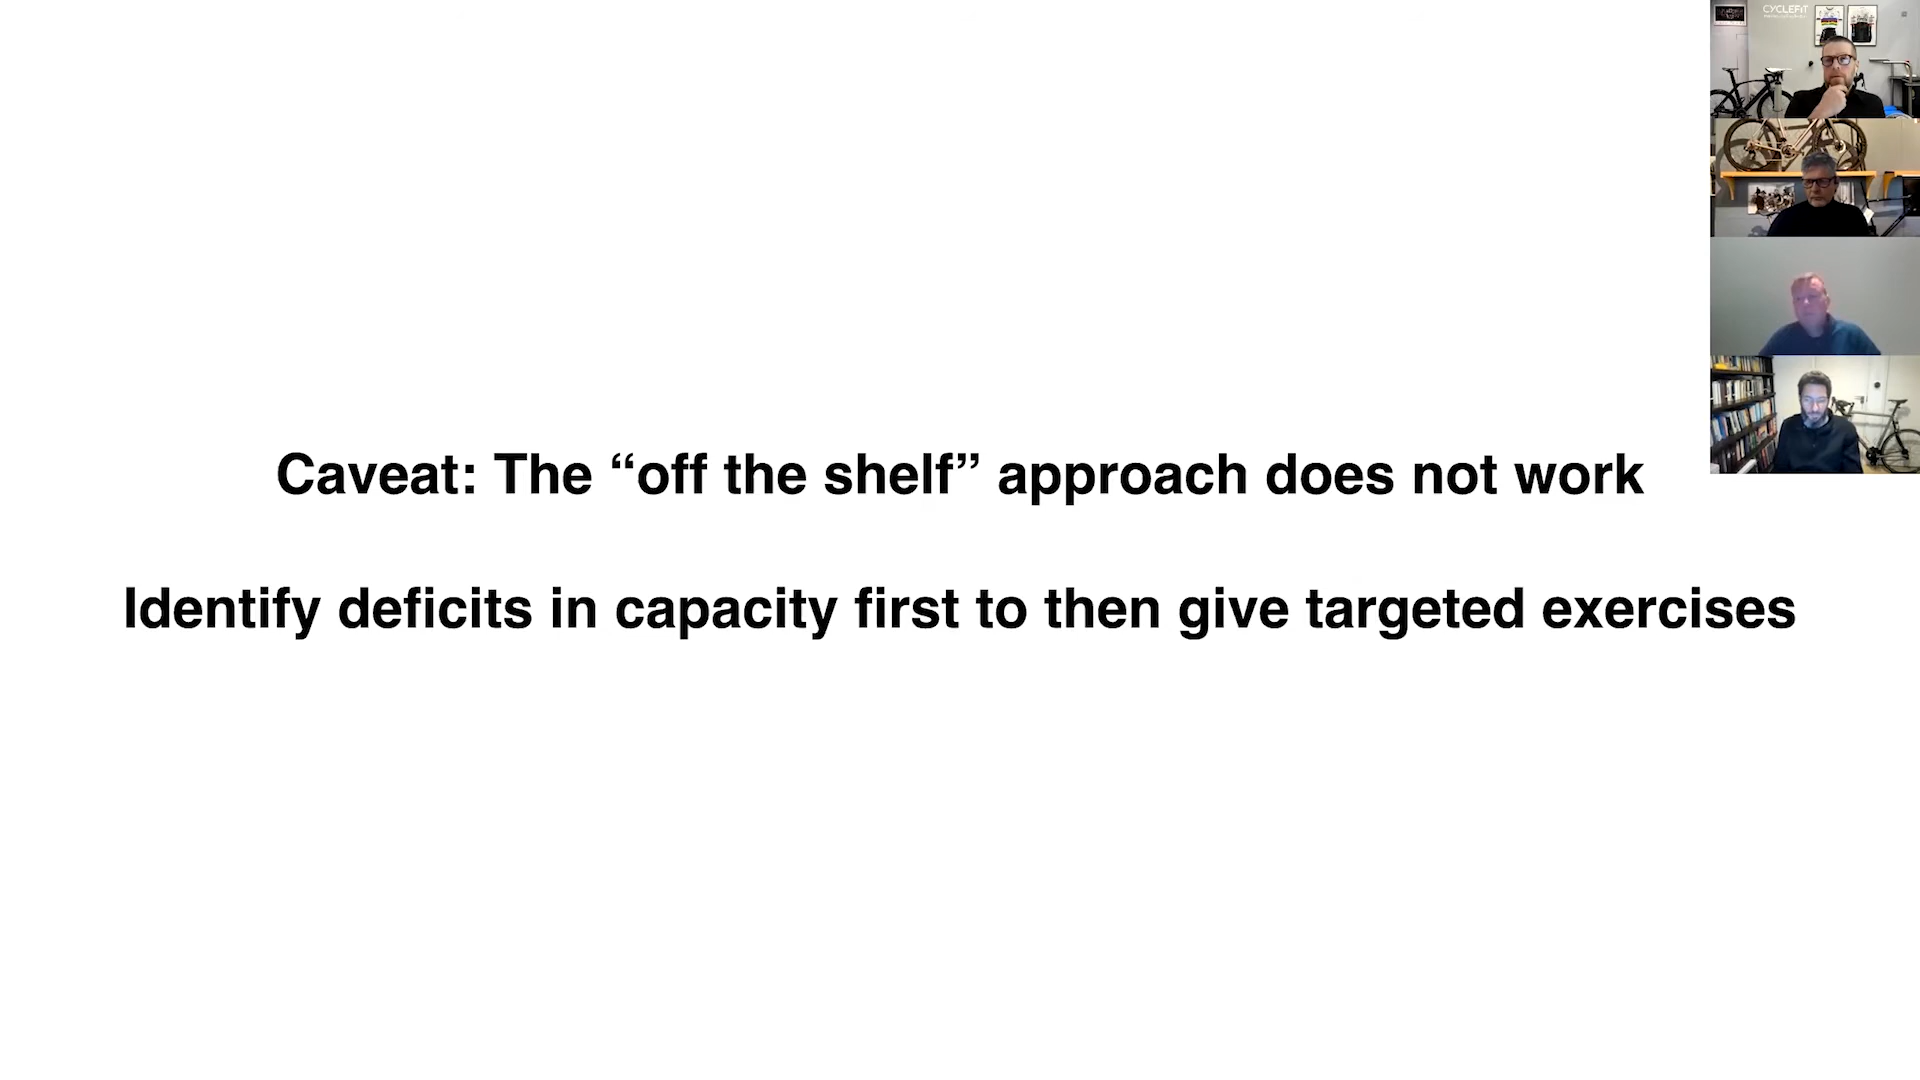 CYCLEFIT
Caveat: The “off the shelf” approach does not work
Identify deficits in capacity first to then give targeted exercises